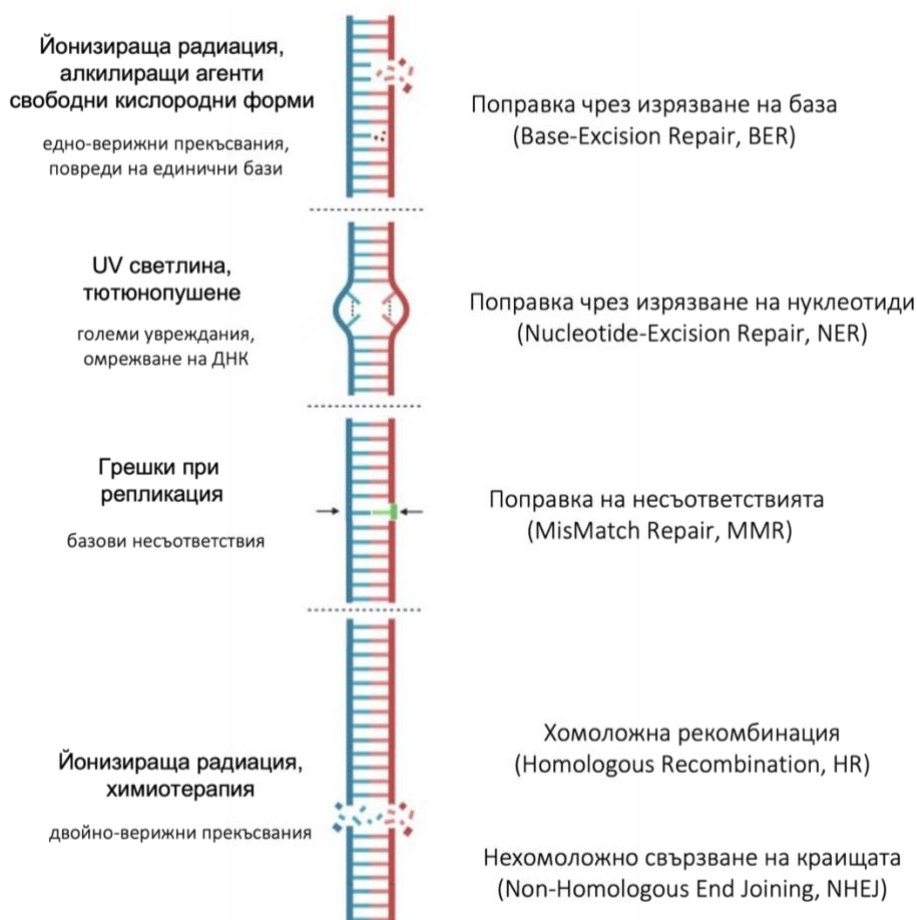 Йонизираща радиация,
алкилиращи агенти
свободни кислородни форми
едно-верижни прекъсвания,
повреди на единични бази
Поправка чрез изрязване на база
(Base-Excision Repair, BER)
UV светлина,
тютюнопушене
големи увреждания,
омрежване на ДНК
Поправка чрез изрязване на нуклеотиди
(Nucleotide-Excision Repair, NER)
Грешки при
репликация
базови несъответствия
Поправка на несъответствията
(MisMatch Repair, MMR)
Йонизираща радиация,
химиотерапия
двойно-верижни прекъсвания
Хомоложна рекомбинация
(Homologous Recombination, HR)
Нехомоложно свързване на краищата
(Non-Homologous End Joining, NHEJ)